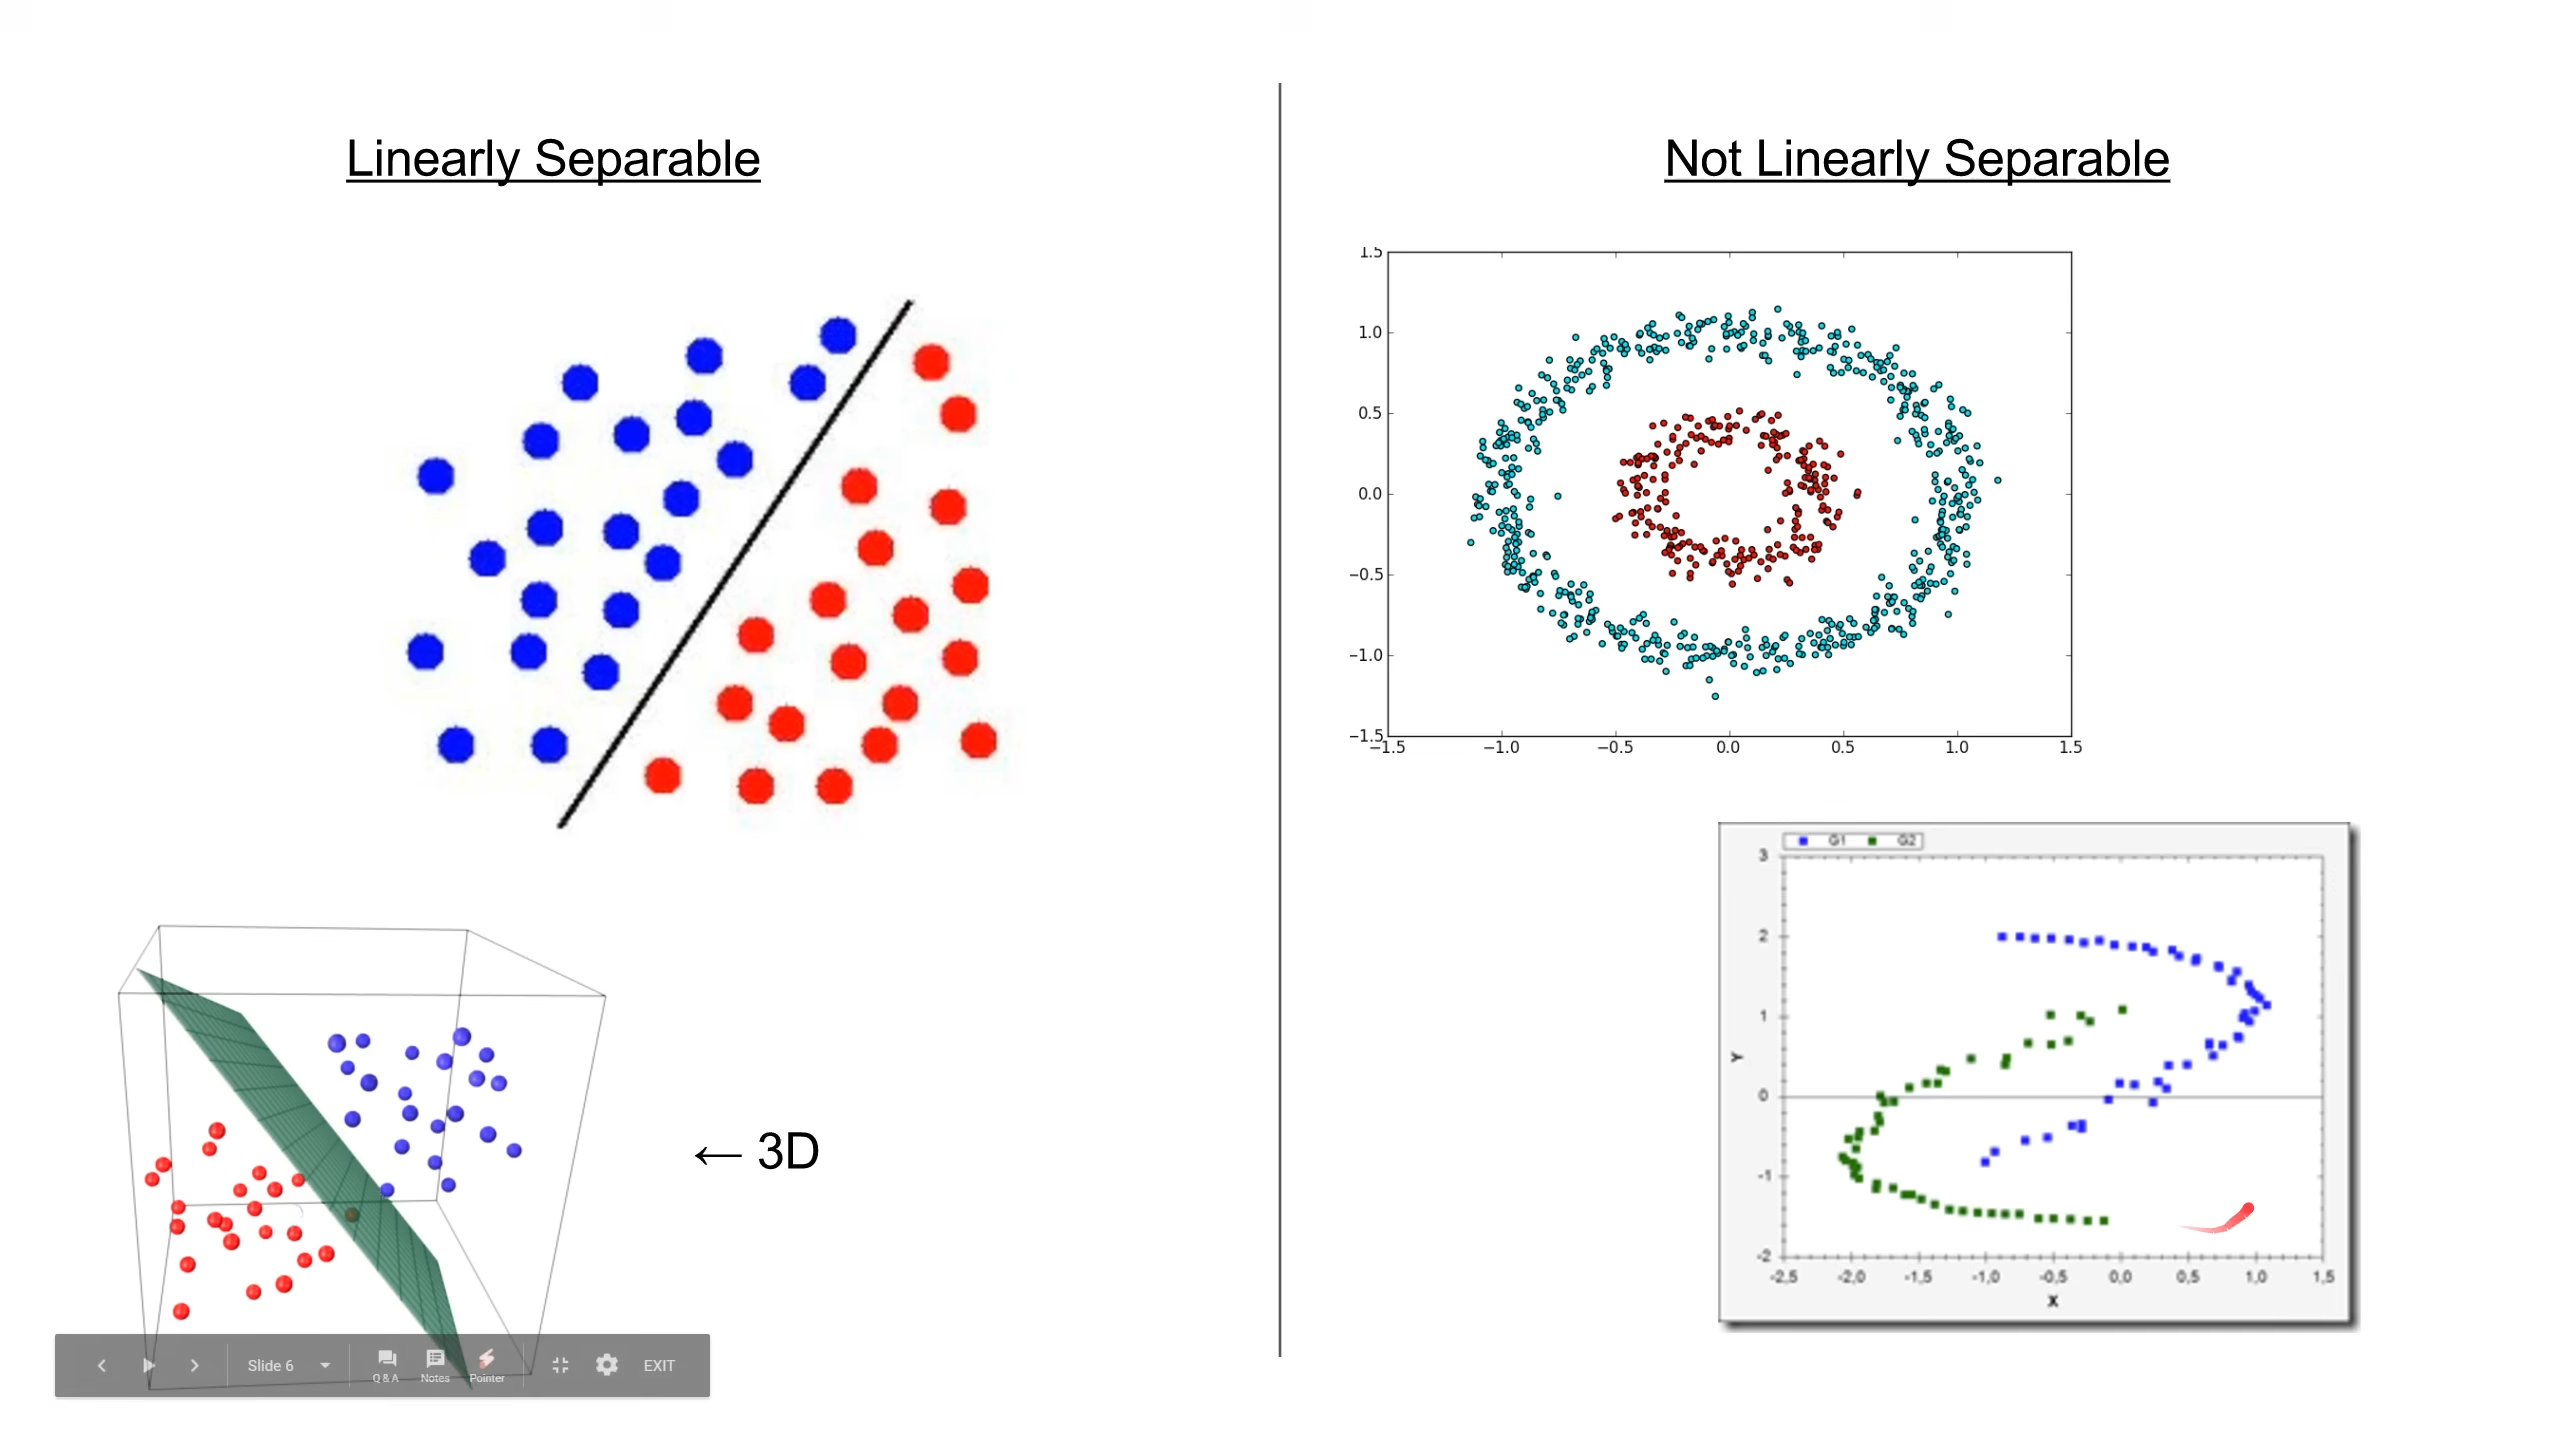 Linearly Separable
Not Linearly Separable
1.5
1.0
0.5
0.0
−0.5
−1.0
−1.5
−1.5 −1.0 −0.5 0.0 0.5 1.0 1.5
G1 G2
3
2
1
0
-1
-2
Y
-2,5 -2,0 -1,5 -1,0 -0,5 0,0 0,5 1,0 1,5
X
← 3D
Slide 6
Q & A Notes Pointer
EXIT